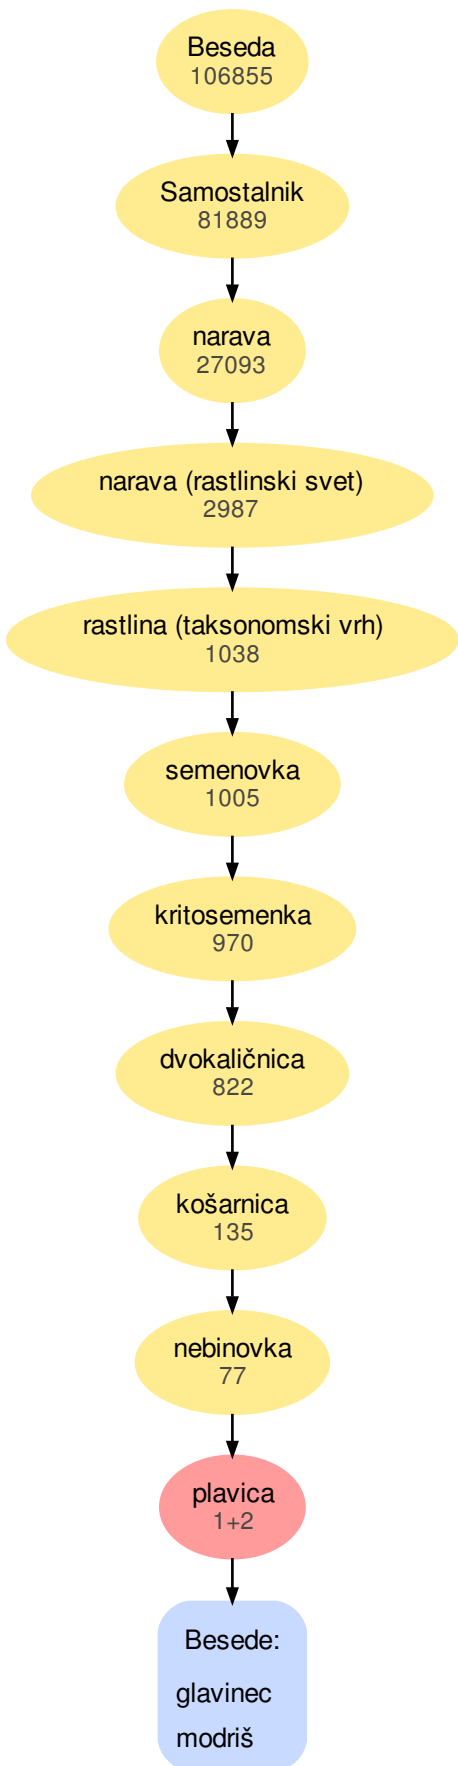 Beseda
106855
Samostalnik
81889
narava
27093
narava (rastlinski svet)
2987
rastlina (taksonomski vrh)
1038
semenovka
1005
kritosemenka
970
dvokaličnica
822
košarnica
135
nebinovka
77
plavica
1+2
Besede:
glavinec
modriš